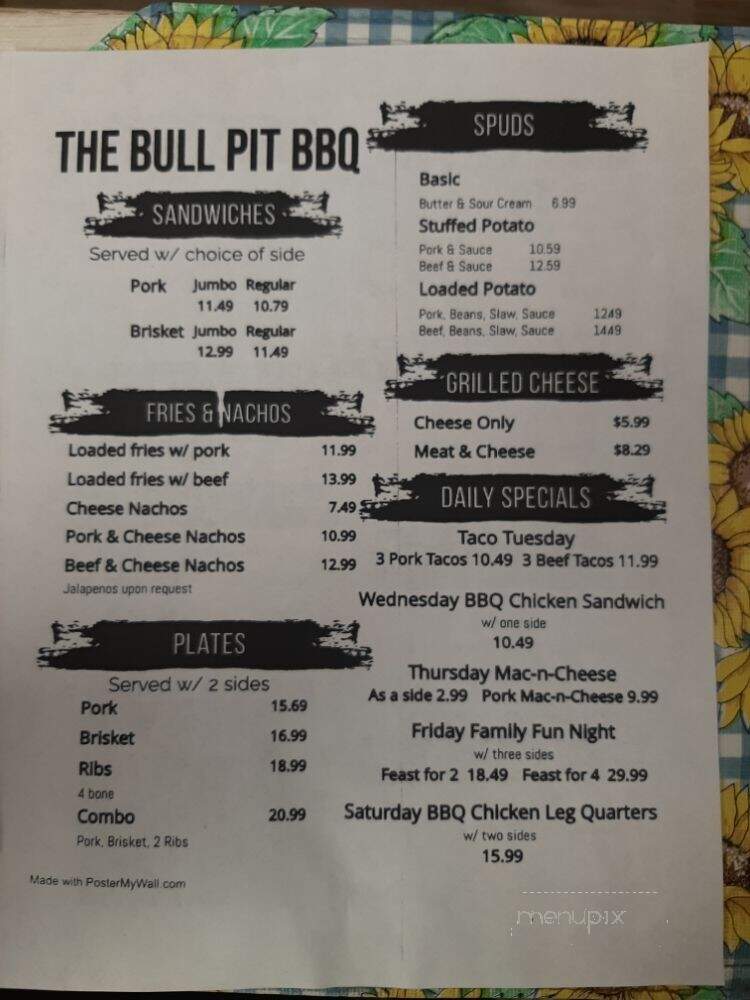 THE BULL PIT BBQ
SANDWICHES
Served w/ choice of side
Pork Jumbo Regular
11.49 10.79
Brisket Jumbo Regular
12.99 11.49
FRIES & NACHOS
Loaded fries w/ pork 11.99
Loaded fries w/ beef 13.99
Cheese Nachos 7.49
Pork & Cheese Nachos 10.99
Beef & Cheese Nachos 12.99
Jalapenos upon request
PLATES
Served w/ 2 sides
Pork 15.69
Brisket 16.99
Ribs 18.99
4 bone
Combo 20.99
Pork, Brisket, 2 Ribs
Made with PosterMyWall.com
SPUDS
Basic
Butter & Sour Cream 6.99
Stuffed Potato
Pork & Sauce 10.59
Beef & Sauce 12.59
Loaded Potato
Pork, Beans, Slaw, Sauce 12.49
Beef, Beans, Slaw, Sauce 14.49
GRILLED CHEESE
Cheese Only $5.99
Meat & Cheese $8.29
DAILY SPECIALS
Taco Tuesday
3 Pork Tacos 10.49 3 Beef Tacos 11.99
Wednesday BBQ Chicken Sandwich
w/ one side
10.49
Thursday Mac-n-Cheese
As a side 2.99 Pork Mac-n-Cheese 9.99
Friday Family Fun Night
w/ three sides
Feast for 2 18.49 Feast for 4 29.99
Saturday BBQ Chicken Leg Quarters
w/ two sides
15.99
menupix